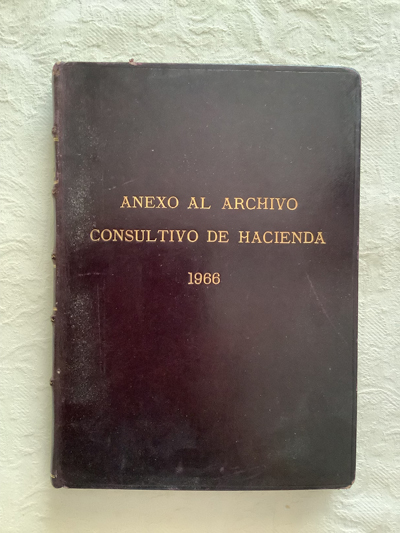 ANEXO AL ARCHIVO
CONSULTIVO DE HACIENDA
1966